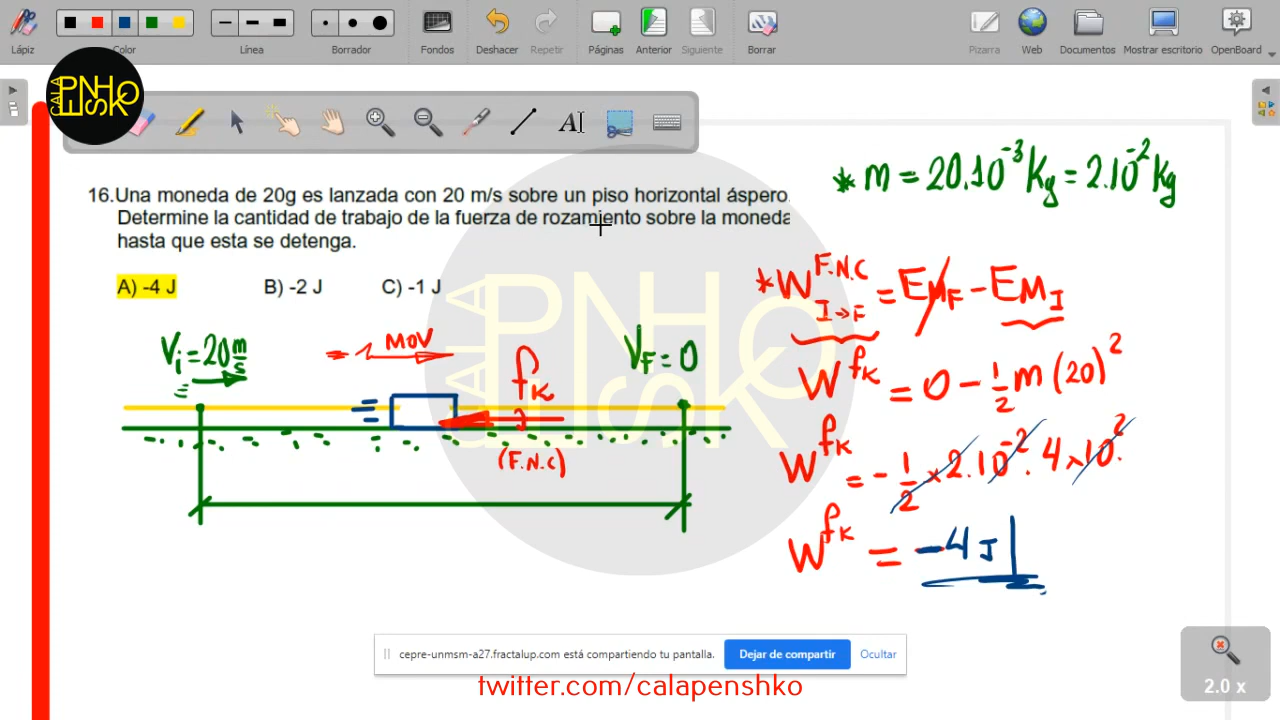 Lápiz
Color
Línea
Borrador
Fondos
Deshacer
Repetir
Páginas
Anterior
Siguiente
Borrar
Pizarra
Web
Documentos
Mostrar escritorio
OpenBoard
CALA
PENSHKO
AI
16.Una moneda de 20g es lanzada con 20 m/s sobre un piso horizontal áspero.
Determine la cantidad de trabajo de la fuerza de rozamiento sobre la moneda
hasta que esta se detenga.
A) -4 J B) -2 J C) -1 J
Vi = 20 m/s
MOV
fk
VF = 0
(F.N.C)
* m = 20.10⁻³ Kg = 2.10⁻² Kg
* W F.N.C I→F = EMF - EMI
W fk = 0 - 1/2 m (20)²
W fk = - 1/2 × 2.10⁻² . 4×10².
W fk = -4 J
CALA
PENSHKO
cepre-unmsm-a27.fractalup.com está compartiendo tu pantalla.
Dejar de compartir
Ocultar
twitter.com/calapenshko
2.0 x